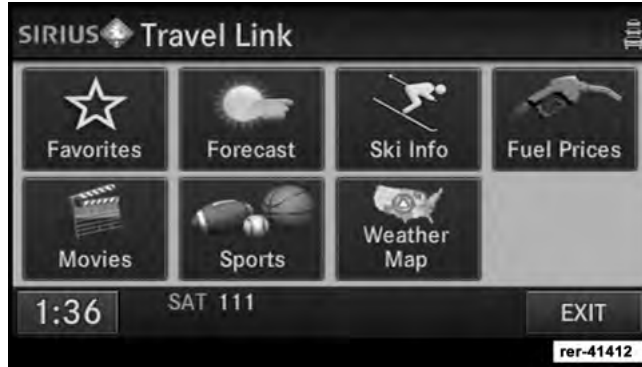 SIRIUS Travel Link
Favorites
Forecast
Ski Info
Fuel Prices
Movies
Sports
Weather
Map
1:36
SAT 111
EXIT
rer-41412